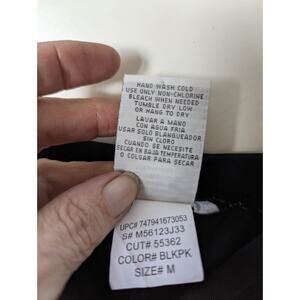 HAND WASH COLD
USE ONLY NON-CHLORINE
BLEACH WHEN NEEDED
TUMBLE DRY LOW
OR HANG TO DRY
LAVAR A MANO
CON AGUA FRIA
USAR SOLO BLANQUEADOR
SIN CLORO
CUANDO SE NECESITE
SECAR EN BAJA TEMPERATURA
O COLGAR PARA SECAR
UPC# 747941673053
S# M56123J33
CUT# 55362
COLOR# BLKPK
SIZE# M